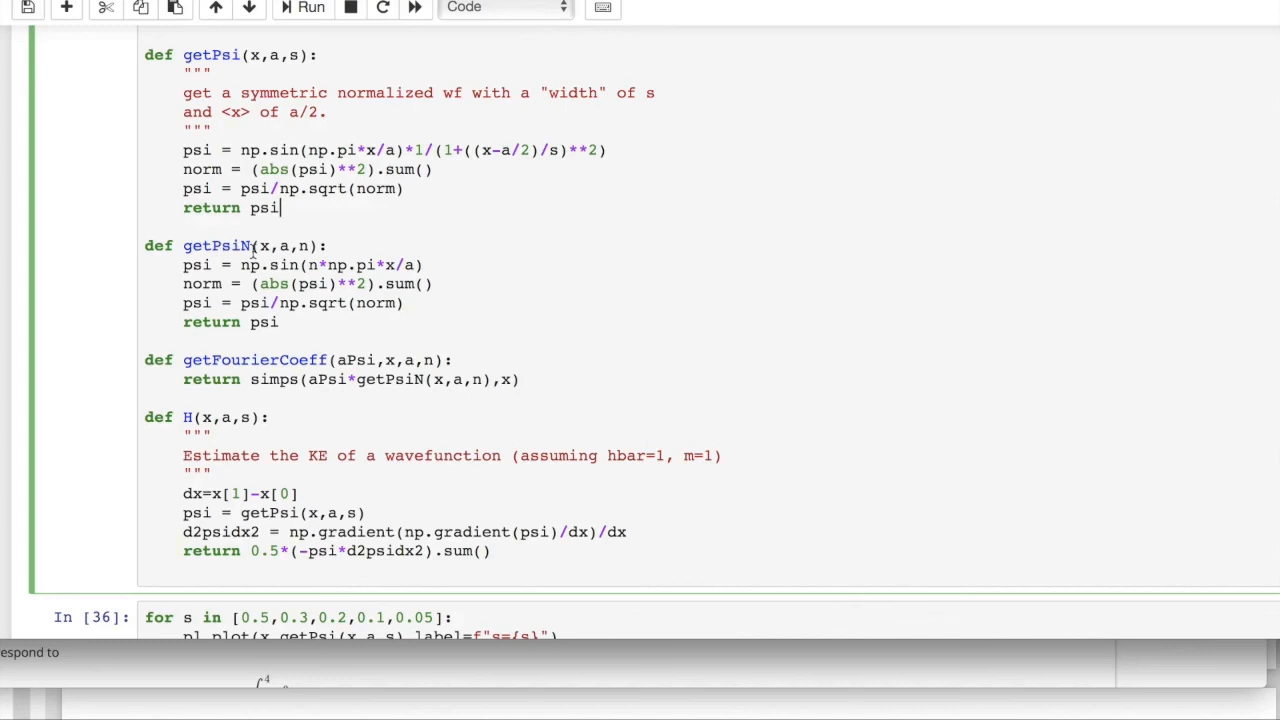 Run
Code
def getPsi(x,a,s):
"""
get a symmetric normalized wf with a "width" of s
and <x> of a/2.
"""
psi = np.sin(np.pi*x/a)*1/(1+((x-a/2)/s)**2)
norm = (abs(psi)**2).sum()
psi = psi/np.sqrt(norm)
return psi
def getPsiN(x,a,n):
psi = np.sin(n*np.pi*x/a)
norm = (abs(psi)**2).sum()
psi = psi/np.sqrt(norm)
return psi
def getFourierCoeff(aPsi,x,a,n):
return simps(aPsi*getPsiN(x,a,n),x)
def H(x,a,s):
"""
Estimate the KE of a wavefunction (assuming hbar=1, m=1)
"""
dx=x[1]-x[0]
psi = getPsi(x,a,s)
d2psidx2 = np.gradient(np.gradient(psi)/dx)/dx
return 0.5*(-psi*d2psidx2).sum()
In [36]: for s in [0.5,0.3,0.2,0.1,0.05]:
pl.plot(x,getPsi(x,a,s),label=f"s={s}")
espond to